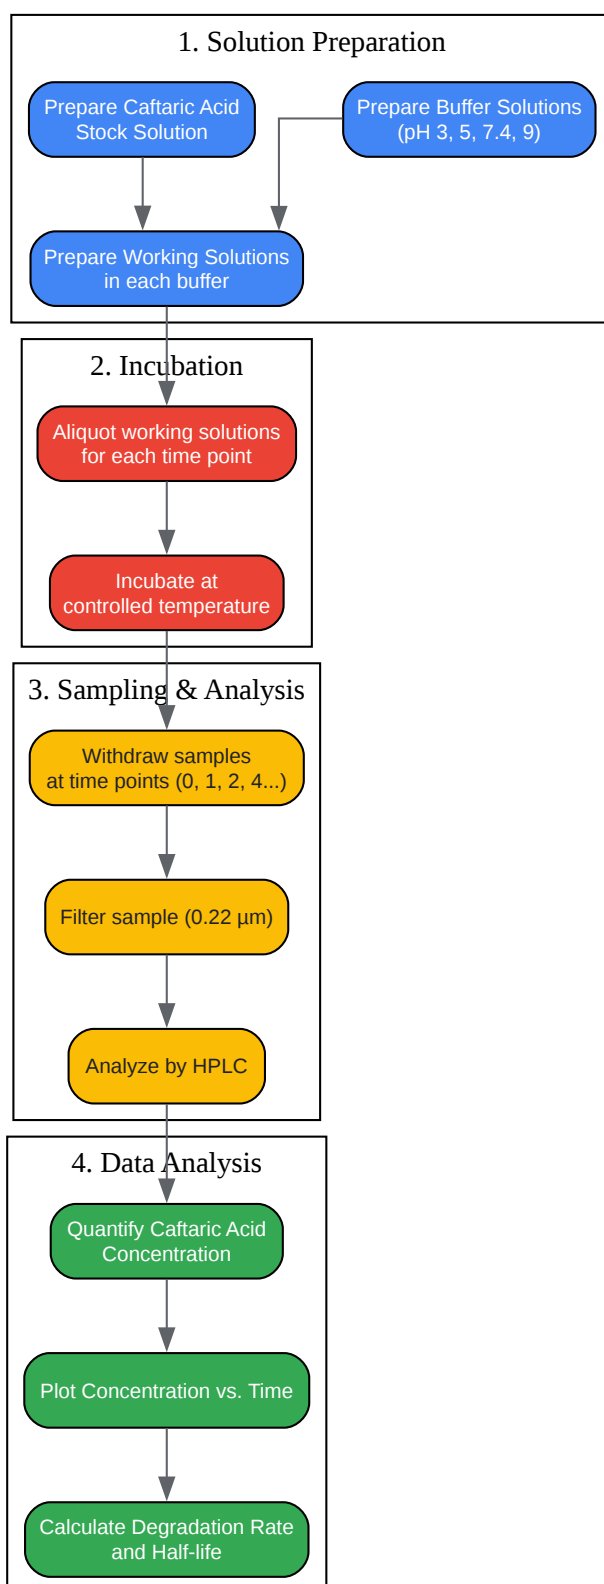 1. Solution Preparation
Prepare Caftaric Acid
Stock Solution
Prepare Buffer Solutions
(pH 3, 5, 7.4, 9)
Prepare Working Solutions
in each buffer
2. Incubation
Aliquot working solutions
for each time point
Incubate at
controlled temperature
3. Sampling & Analysis
Withdraw samples
at time points (0, 1, 2, 4...)
Filter sample (0.22 µm)
Analyze by HPLC
4. Data Analysis
Quantify Caftaric Acid
Concentration
Plot Concentration vs. Time
Calculate Degradation Rate
and Half-life